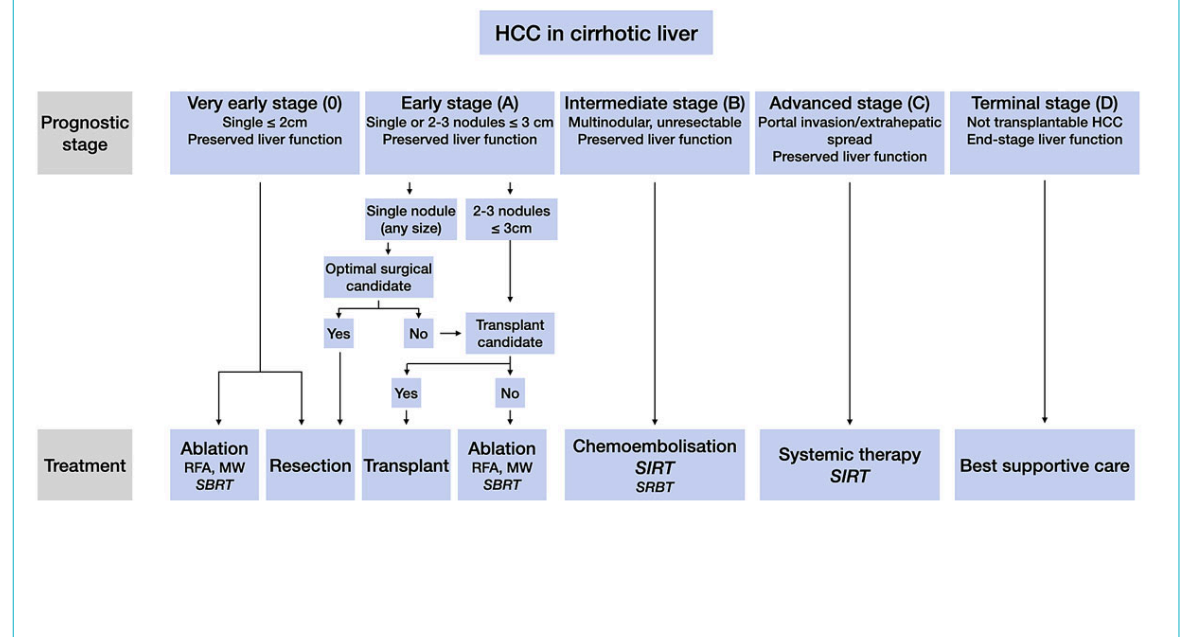 HCC in cirrhotic liver
Prognostic
stage
Very early stage (0)
Single ≤ 2cm
Preserved liver function
Early stage (A)
Single or 2-3 nodules ≤ 3 cm
Preserved liver function
Intermediate stage (B)
Multinodular, unresectable
Preserved liver function
Advanced stage (C)
Portal invasion/extrahepatic
spread
Preserved liver function
Terminal stage (D)
Not transplantable HCC
End-stage liver function
Single nodule
(any size)
2-3 nodules
≤ 3cm
Optimal surgical
candidate
Yes
No
Transplant
candidate
Yes
No
Treatment
Ablation
RFA, MW
SBRT
Resection
Transplant
Ablation
RFA, MW
SBRT
Chemoembolisation
SIRT
SRBT
Systemic therapy
SIRT
Best supportive care